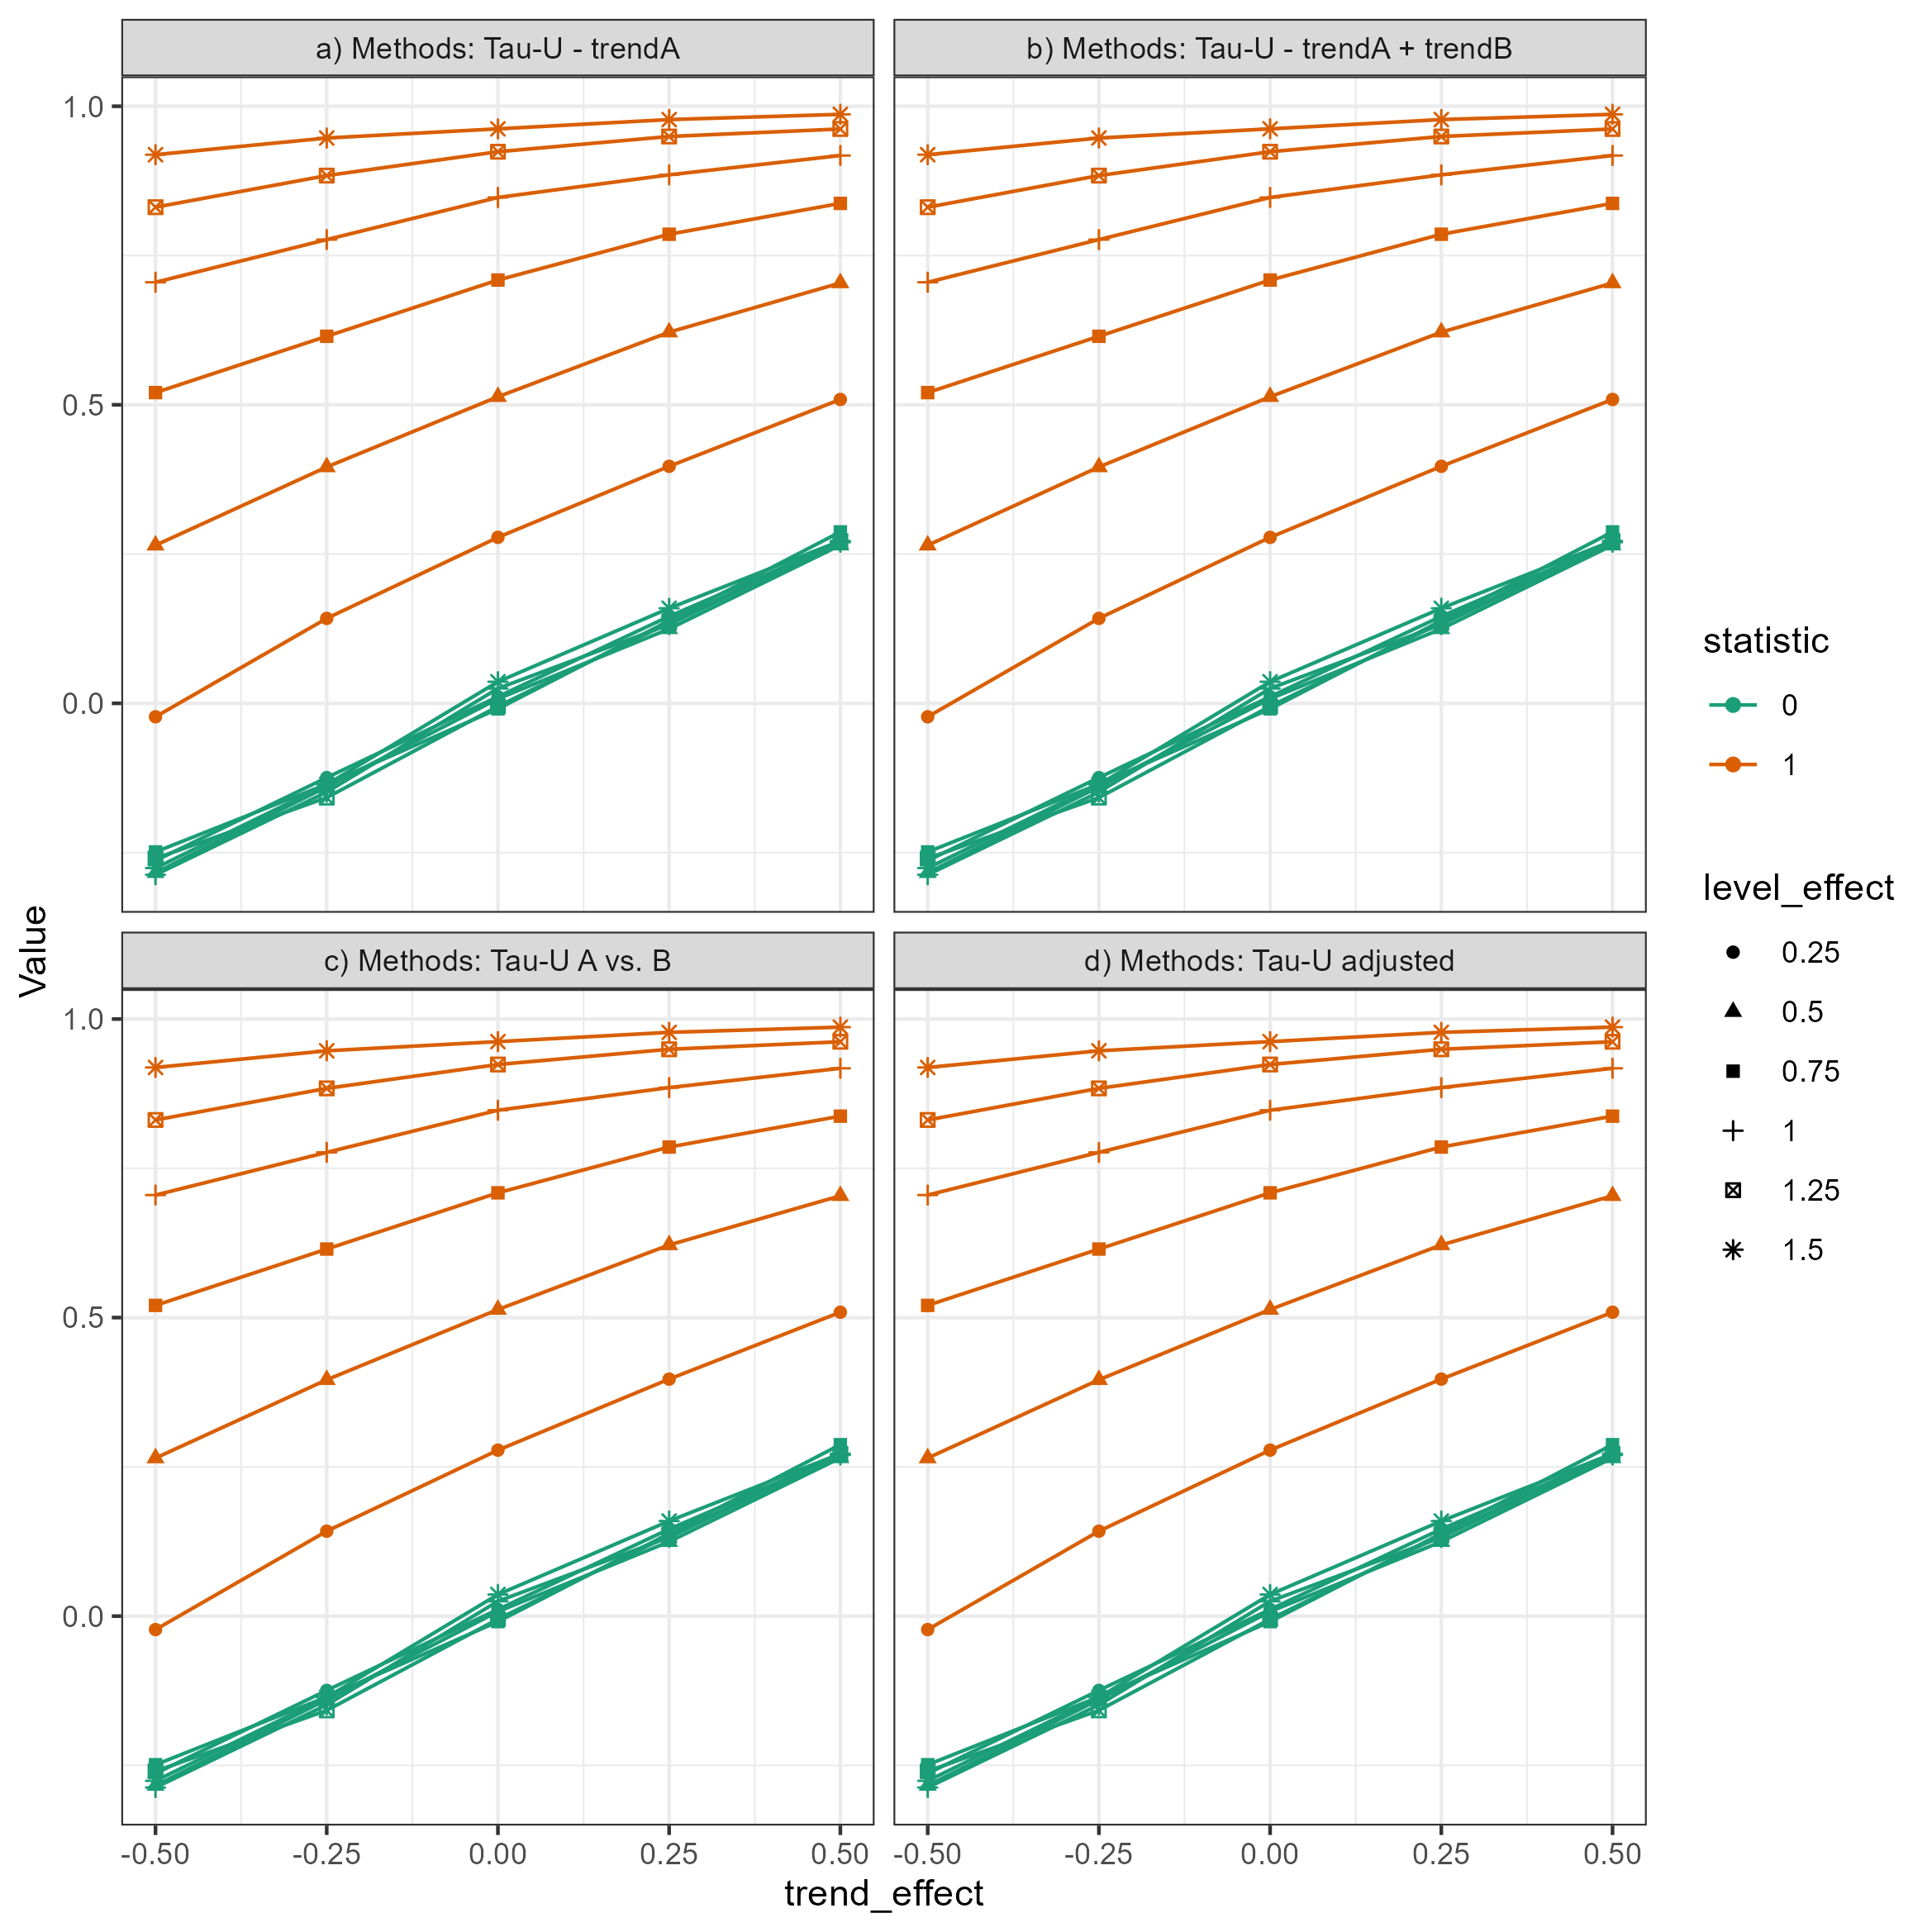 a) Methods: Tau-U - trendA
b) Methods: Tau-U - trendA + trendB
1.0
0.5
0.0
c) Methods: Tau-U A vs. B
d) Methods: Tau-U adjusted
1.0
0.5
0.0
-0.50 -0.25 0.00 0.25 0.50
-0.50 -0.25 0.00 0.25 0.50
trend_effect
Value
statistic
0
1
level_effect
0.25
0.5
0.75
1
1.25
1.5